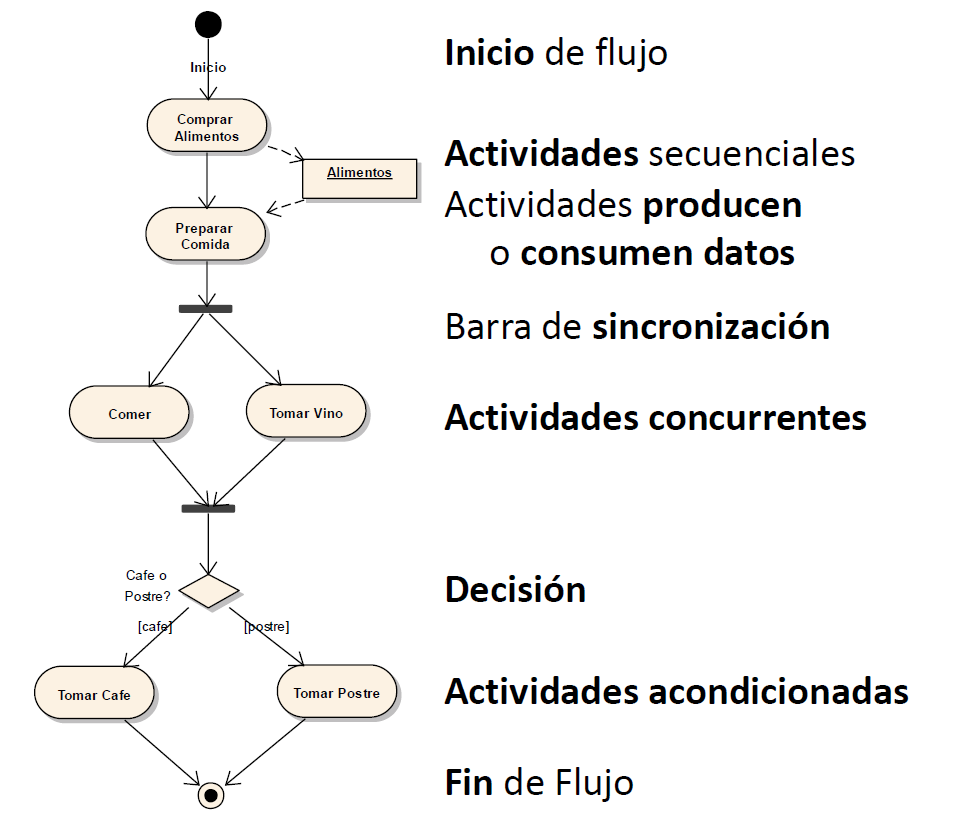 Inicio
Inicio de flujo
Comprar
Alimentos
Actividades secuenciales
Alimentos
Actividades producen
o consumen datos
Preparar
Comida
Barra de sincronización
Comer
Tomar Vino
Actividades concurrentes
Cafe o
Postre?
Decisión
[cafe]
[postre]
Tomar Cafe
Tomar Postre
Actividades acondicionadas
Fin de Flujo